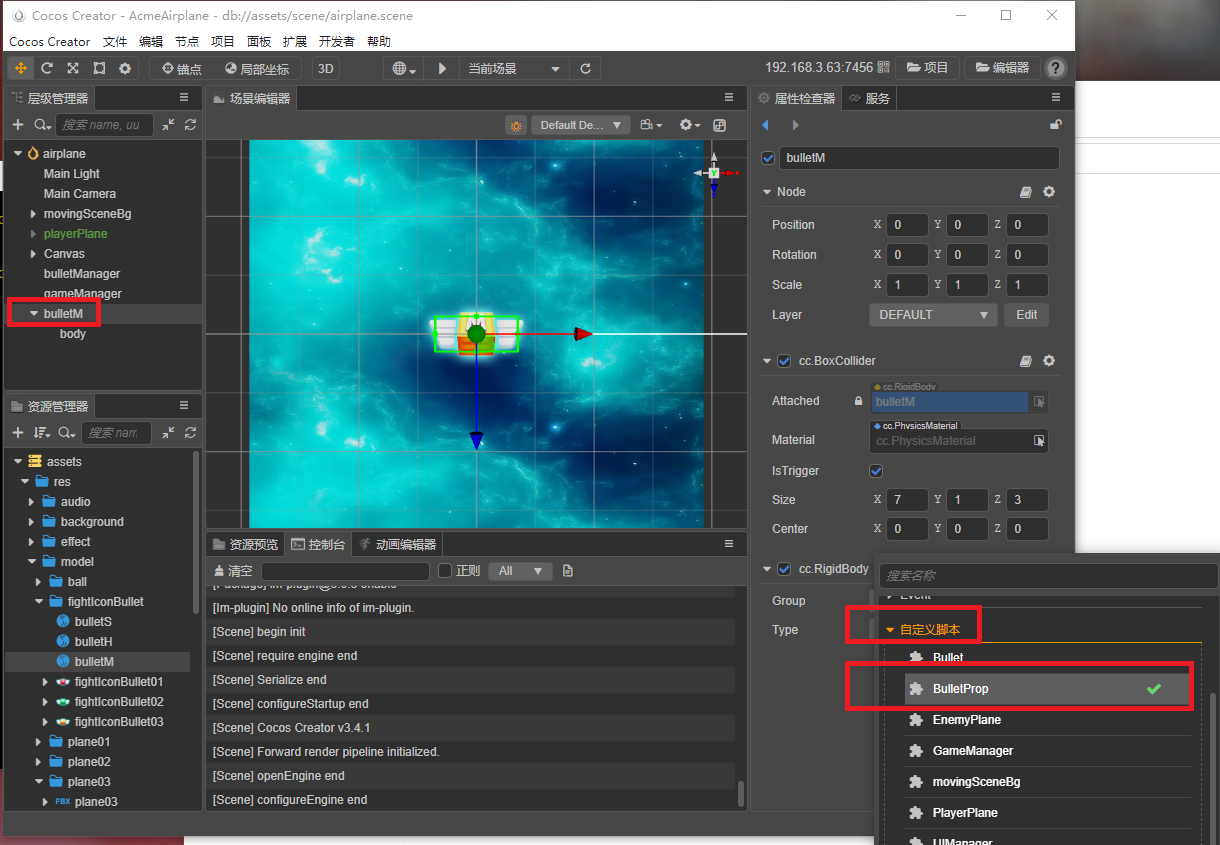 Cocos Creator - AcmeAirplane - db://assets/scene/airplane.scene
Cocos Creator 文件 编辑 节点 项目 面板 扩展 开发者 帮助
锚点 局部坐标 3D 当前场景 192.168.3.63:7456 项目 编辑器 ?
层级管理器
搜索 name, uu
airplane
Main Light
Main Camera
movingSceneBg
playerPlane
Canvas
bulletManager
gameManager
bulletM
body
资源管理器
搜索 nam
assets
res
audio
background
effect
model
ball
fightIconBullet
bulletS
bulletH
bulletM
fightIconBullet01
fightIconBullet02
fightIconBullet03
plane01
plane02
plane03
FBX plane03
场景编辑器
Default De...
Y
资源预览 控制台 动画编辑器
清空 正则 All
[Package] im-plugin@3.0.3 enable
[Im-plugin] No online info of im-plugin.
[Scene] begin init
[Scene] require engine end
[Scene] Serialize end
[Scene] configureStartup end
[Scene] Cocos Creator v3.4.1
[Scene] Forward render pipeline initialized.
[Scene] openEngine end
[Scene] configureEngine end
属性检查器 服务
bulletM
Node
Position X 0 Y 0 Z 0
Rotation X 0 Y 0 Z 0
Scale X 1 Y 1 Z 1
Layer DEFAULT Edit
cc.BoxCollider
cc.RigidBody
Attached bulletM
cc.PhysicsMaterial
Material cc.PhysicsMaterial
IsTrigger
Size X 7 Y 1 Z 3
Center X 0 Y 0 Z 0
cc.RigidBody
Group
Type
搜索名称
Event
自定义脚本
Bullet
BulletProp
EnemyPlane
GameManager
movingSceneBg
PlayerPlane
UIManager